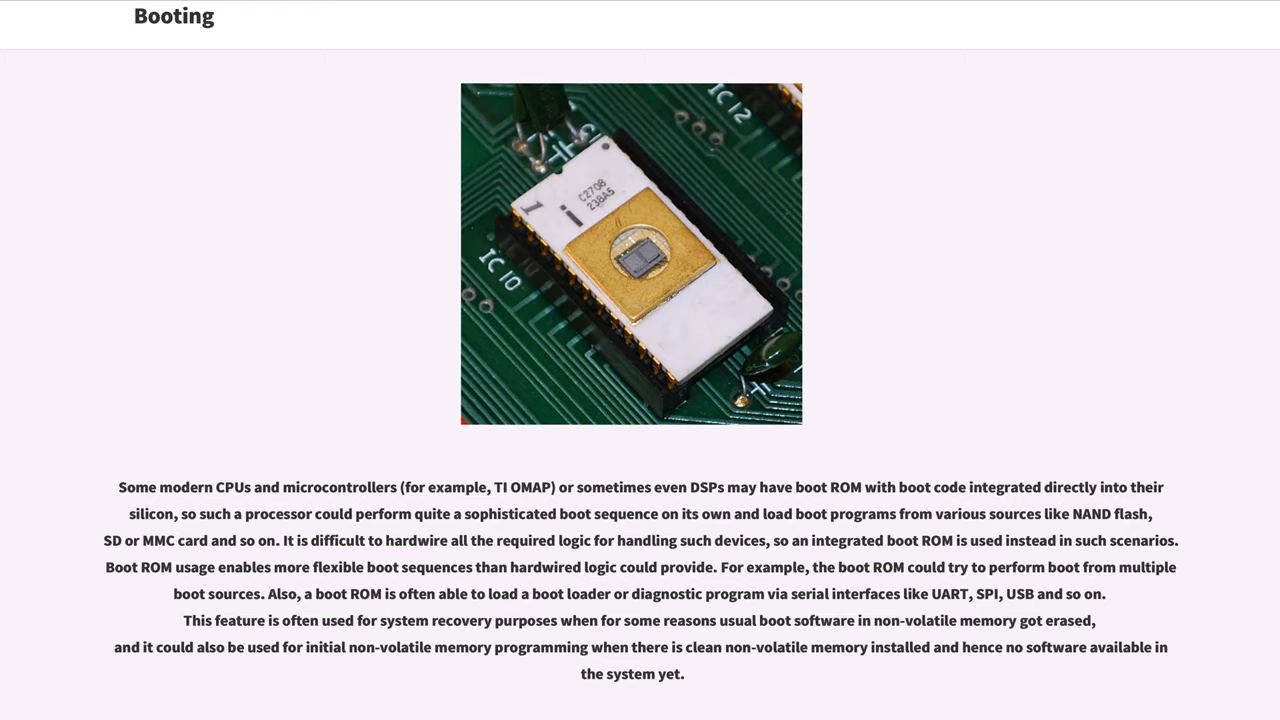 Booting
IC 12
C1
C2708
238A5
i
1
IC 10
Some modern CPUs and microcontrollers (for example, TI OMAP) or sometimes even DSPs may have boot ROM with boot code integrated directly into their
silicon, so such a processor could perform quite a sophisticated boot sequence on its own and load boot programs from various sources like NAND flash,
SD or MMC card and so on. It is difficult to hardwire all the required logic for handling such devices, so an integrated boot ROM is used instead in such scenarios.
Boot ROM usage enables more flexible boot sequences than hardwired logic could provide. For example, the boot ROM could try to perform boot from multiple
boot sources. Also, a boot ROM is often able to load a boot loader or diagnostic program via serial interfaces like UART, SPI, USB and so on.
This feature is often used for system recovery purposes when for some reasons usual boot software in non-volatile memory got erased,
and it could also be used for initial non-volatile memory programming when there is clean non-volatile memory installed and hence no software available in
the system yet.